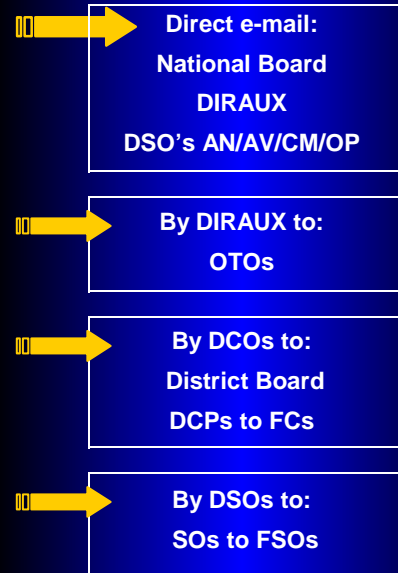 Direct e-mail:
National Board
DIRAUX
DSO's AN/AV/CM/OP
By DIRAUX to:
OTOs
By DCOs to:
District Board
DCPs to FCs
By DSOs to:
SOs to FSOs